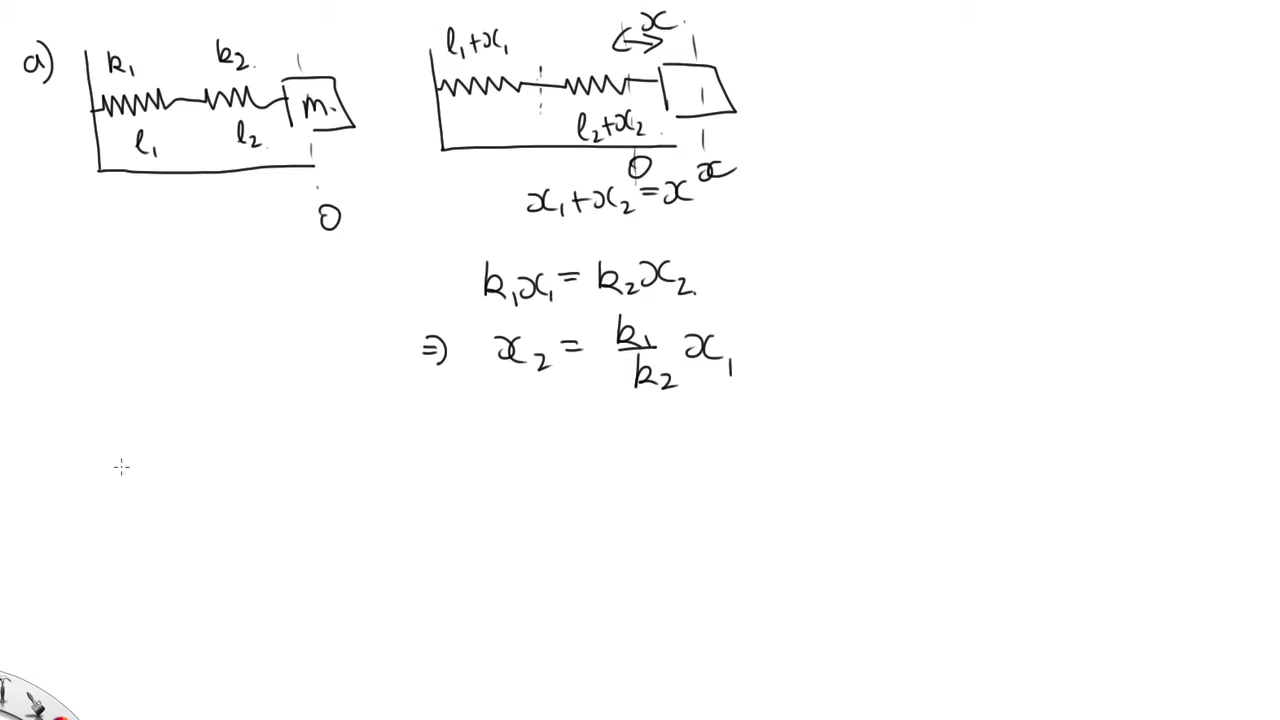 a)
k₁ k₂
m.
l₁ l₂
0
l₁+x₁ x
l₂+x₂
0 x
x₁+x₂=x
k₁x₁ = k₂x₂
⇒ x₂ = k₁/k₂ x₁